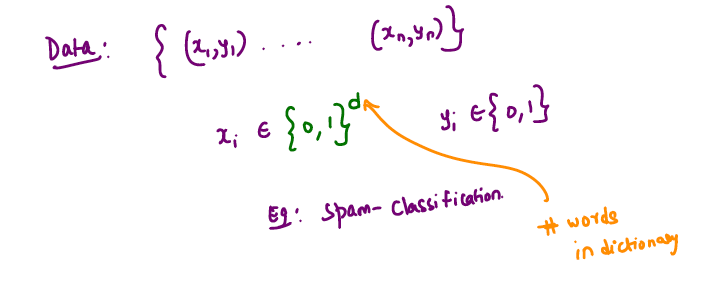 Data: { (x₁,y₁) .... (xₙ,yₙ)}
xᵢ ∈ {0,1}ᵈ yᵢ ∈ {0,1}
Eg: Spam-Classification.
# words
in dictionary